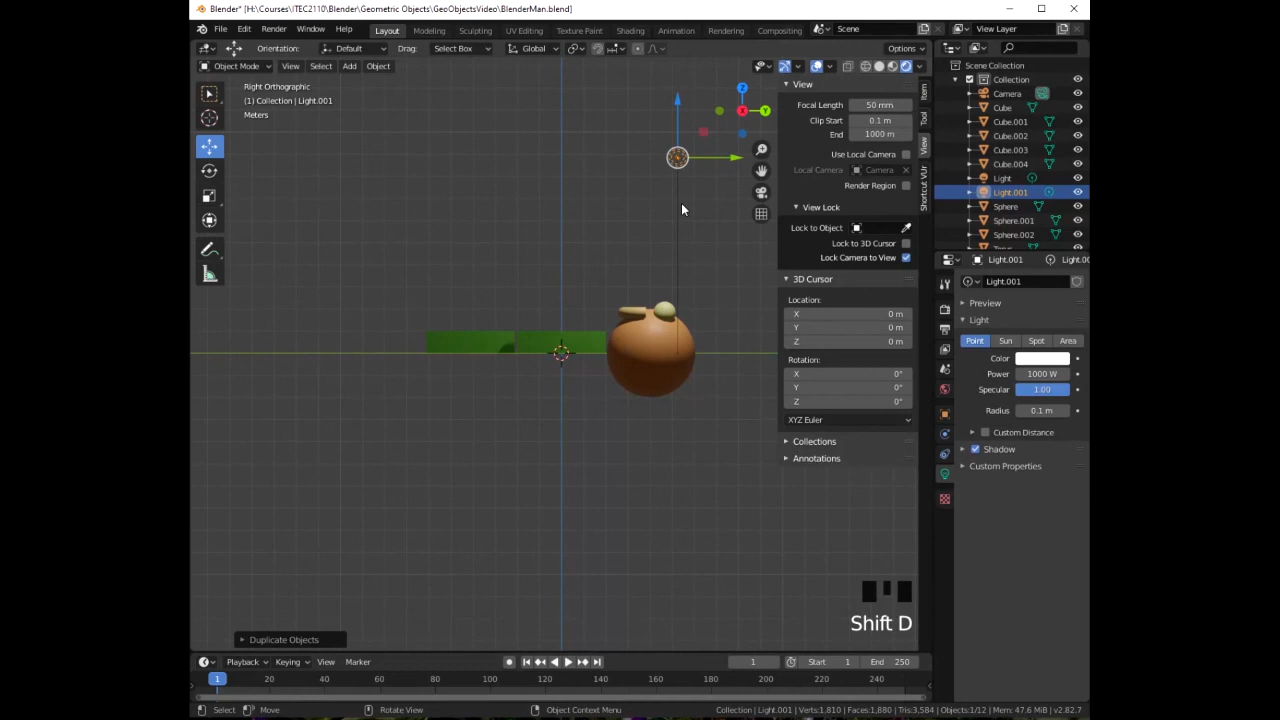 Blender* [H:\Courses\ITEC2110\Blender\Geometric Objects\GeoObjectsVideo\BlenderMan.blend]
File Edit Render Window Help Layout Modeling Sculpting UV Editing Texture Paint Shading Animation Rendering Compositing Scene View Layer
Orientation: Default Drag: Select Box Global Options
Object Mode View Select Add Object
Right Orthographic
(1) Collection | Light.001
Meters
Z
X
Y
View
Focal Length 50 mm
Clip Start 0.1 m
End 1000 m
Use Local Camera
Local Camera Camera
Render Region
View Lock
Lock to Object
Lock to 3D Cursor
Lock Camera to View
3D Cursor
Location:
X 0 m
Y 0 m
Z 0 m
Rotation:
X 0°
Y 0°
Z 0°
XYZ Euler
Collections
Annotations
Item
Tool
View
Shortcut VUr
Scene Collection
Collection
Camera
Cube
Cube.001
Cube.002
Cube.003
Cube.004
Light
Light.001
Sphere
Sphere.001
Sphere.002
Light.001 Light.00
Light.001
Preview
Light
Point Sun Spot Area
Color
Power 1000 W
Specular 1.00
Radius 0.1 m
Custom Distance
Shadow
Custom Properties
Shift D
Duplicate Objects
Playback Keying View Marker 1 Start 1 End 250
1 20 40 60 80 100 120 140 160 180 200 220 240
Select Move Rotate View Object Context Menu Collection | Light.001 | Verts:1,810 | Faces:1,880 | Tris:3,584 | Objects:1/12 | Mem: 47.6 MiB | v2.82.7